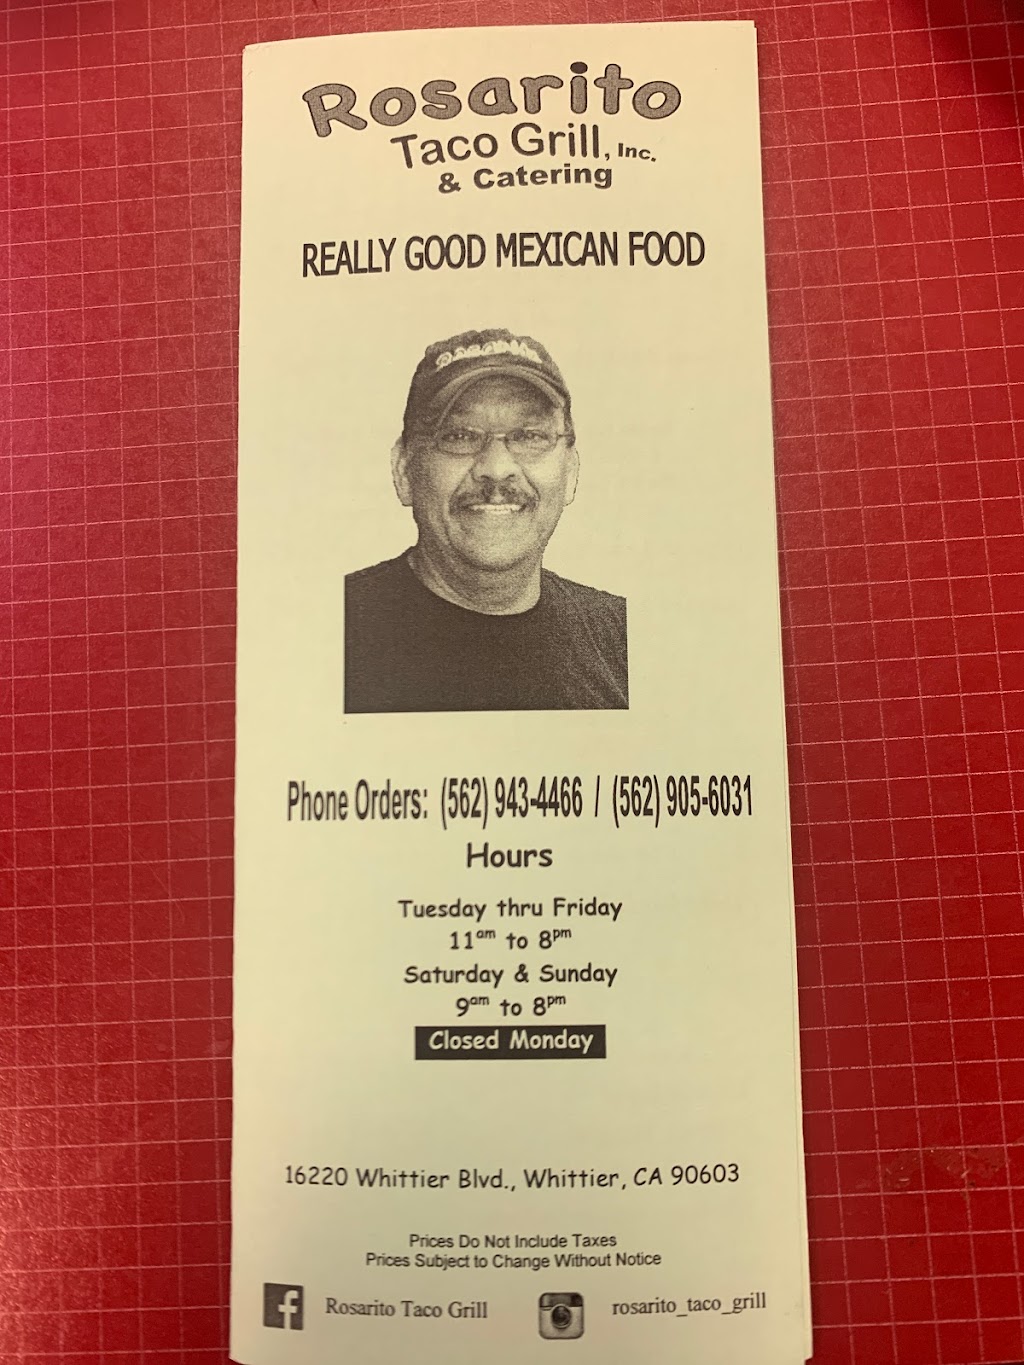 Rosarito
Taco Grill, Inc.
& Catering
REALLY GOOD MEXICAN FOOD
Phone Orders: (562) 943-4466 / (562) 905-6031
Hours
Tuesday thru Friday
11am to 8pm
Saturday & Sunday
9am to 8pm
Closed Monday
16220 Whittier Blvd., Whittier, CA 90603
Prices Do Not Include Taxes
Prices Subject to Change Without Notice
f Rosarito Taco Grill rosarito_taco_grill